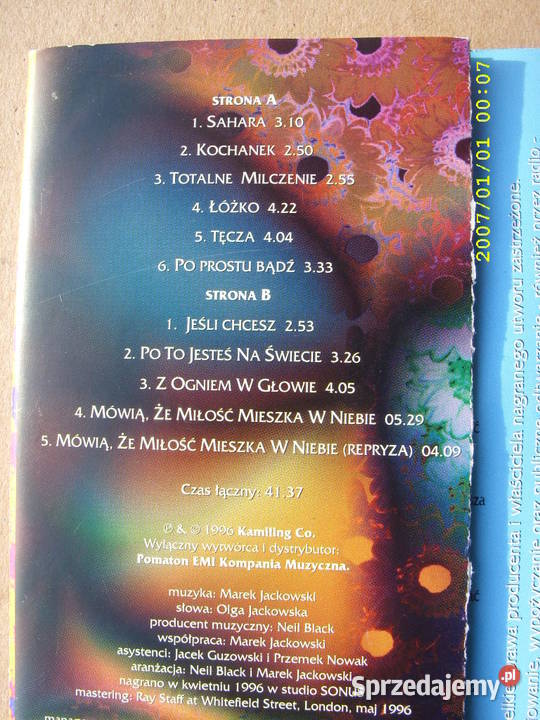 STRONA A
1. SAHARA 3.10
2. KOCHANEK 2.50
3. TOTALNE MILCZENIE 2.55
4. ŁÓŻKO 4.22
5. TĘCZA 4.04
6. PO PROSTU BĄDŹ 3.33
STRONA B
1. JEŚLI CHCESZ 2.53
2. PO TO JESTEŚ NA ŚWIECIE 3.26
3. Z OGNIEM W GŁOWIE 4.05
4. MÓWIĄ, ŻE MIŁOŚĆ MIESZKA W NIEBIE 05.29
5. MÓWIĄ, ŻE MIŁOŚĆ MIESZKA W NIEBIE (REPRYZA) 04.09
Czas łączny: 41.37
℗ & © 1996 Kamiling Co.
Wyłączny wytwórca i dystrybutor:
Pomaton EMI Kompania Muzyczna.
muzyka: Marek Jackowski
słowa: Olga Jackowska
producent muzyczny: Neil Black
współpraca: Marek Jackowski
asystenci: Jacek Guzowski i Przemek Nowak
aranżacja: Neil Black i Marek Jackowski
nagrano w kwietniu 1996 w studio SONUS
mastering: Ray Staff at Whitefield Street, London, maj 1996
2007/01/01 00:07
prawa producenta i właściciela nagranego utworu zastrzeżone.
Sprzedajemy.pl